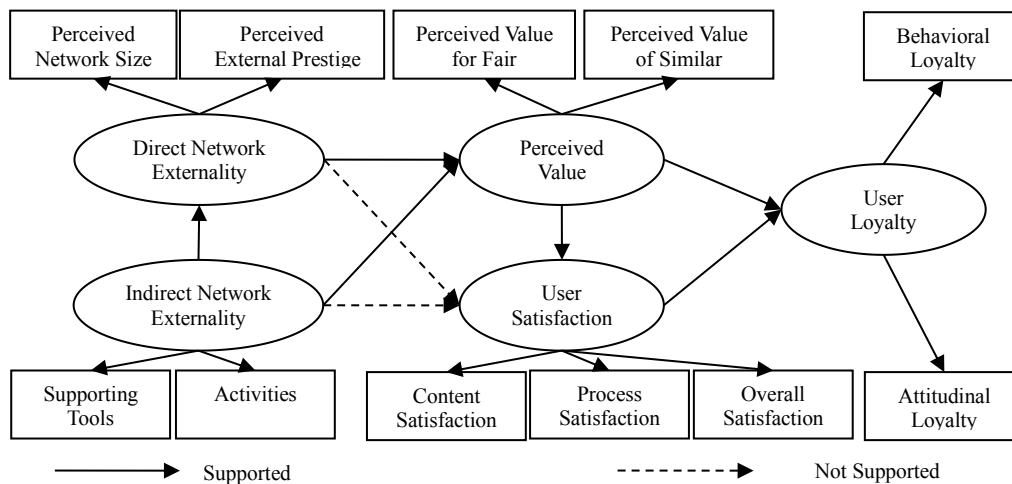 Perceived
Network Size
Perceived
External Prestige
Perceived Value
for Fair
Perceived Value
of Similar
Behavioral
Loyalty
Direct Network
Externality
Perceived
Value
User
Loyalty
Indirect Network
Externality
User
Satisfaction
Supporting
Tools
Activities
Content
Satisfaction
Process
Satisfaction
Overall
Satisfaction
Attitudinal
Loyalty
Supported
Not Supported